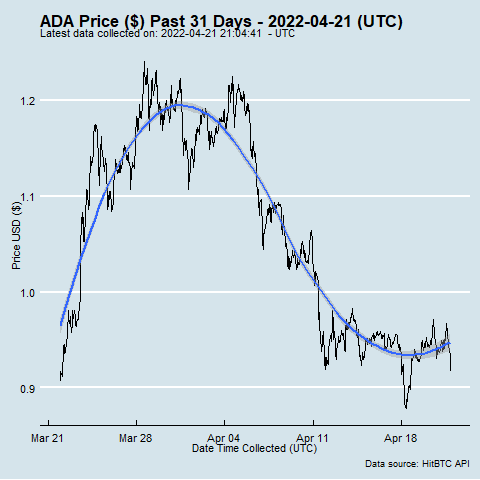 ADA Price ($) Past 31 Days - 2022-04-21 (UTC)
Latest data collected on: 2022-04-21 21:04:41 - UTC
1.2
1.1
1.0
0.9
Price USD ($)
Mar 21 Mar 28 Apr 04 Apr 11 Apr 18
Date Time Collected (UTC)
Data source: HitBTC API